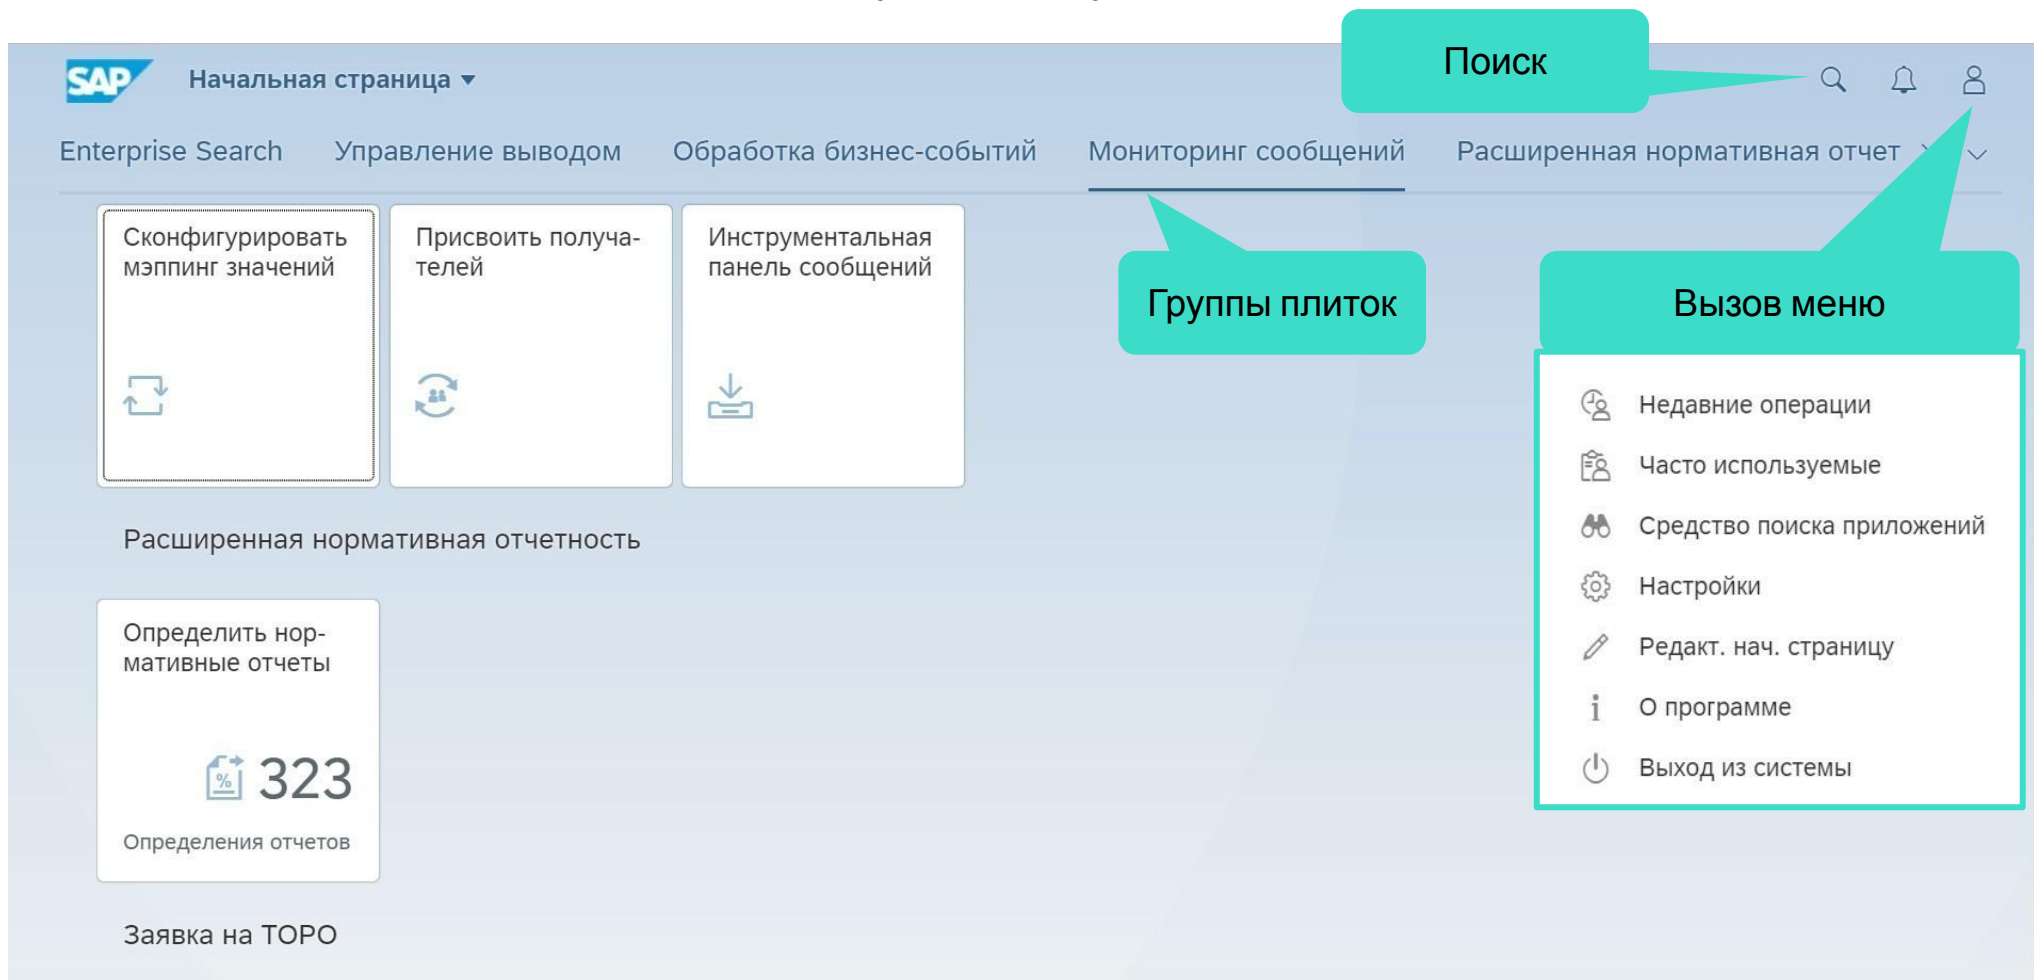 Поиск
SAP Начальная страница
Enterprise Search Управление выводом Обработка бизнес-событий Мониторинг сообщений Расширенная нормативная отчет
Сконфигурировать
мэппинг значений
Присвоить получа-
телей
Инструментальная
панель сообщений
Группы плиток
Вызов меню
Недавние операции
Часто используемые
Средство поиска приложений
Настройки
Редакт. нач. страницу
О программе
Выход из системы
Расширенная нормативная отчетность
Определить нор-
мативные отчеты
323
Определения отчетов
Заявка на ТОРО